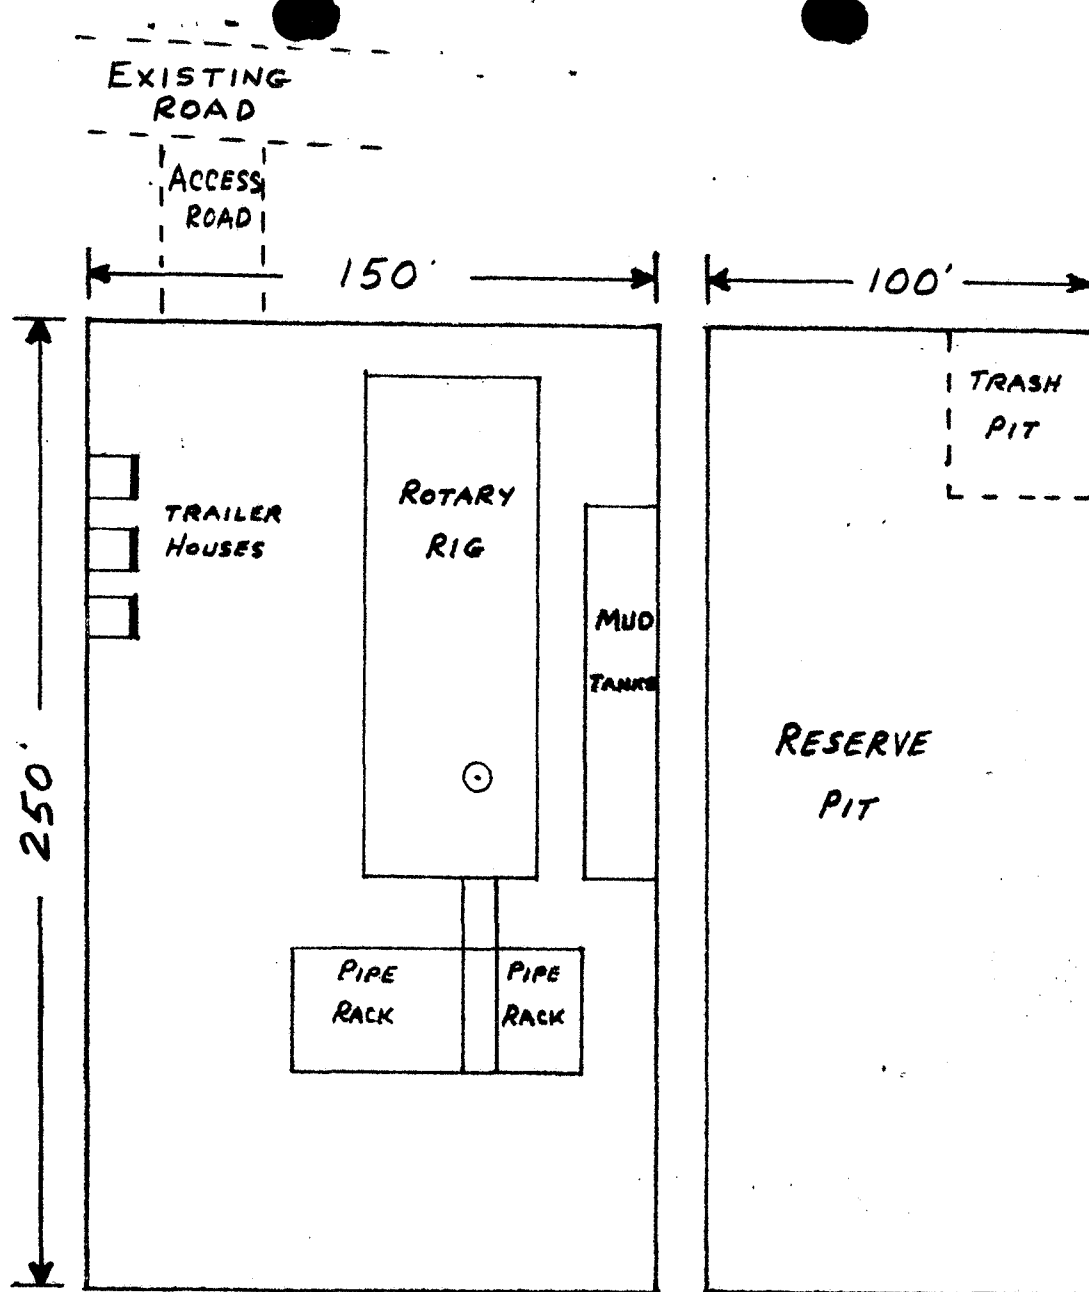 EXISTING
ROAD
ACCESS
ROAD
150'
100'
TRASH
PIT
ROTARY
RIG
TRAILER
HOUSES
MUD
TANKS
250'
RESERVE
PIT
PIPE
RACK
PIPE
RACK